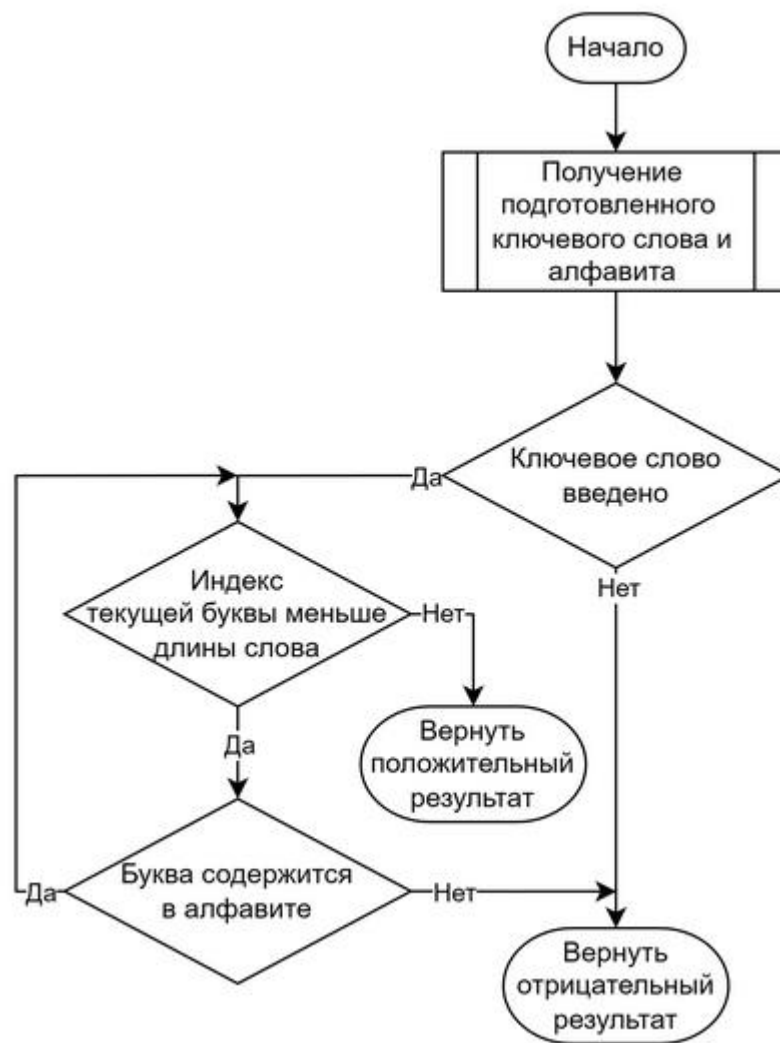 Начало
Получение
подготовленного
ключевого слова и
алфавита
Ключевое слово
введено
Да
Нет
Индекс
текущей буквы меньше
длины слова
Нет
Да
Вернуть
положительный
результат
Буква содержится
в алфавите
Да
Нет
Вернуть
отрицательный
результат